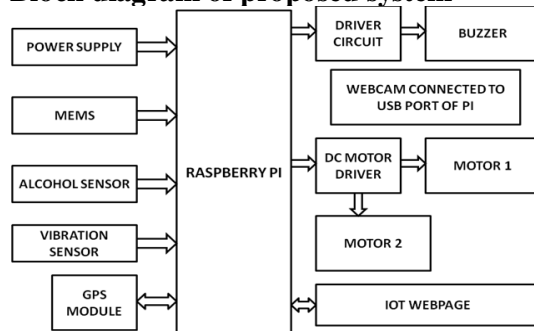 Block diagram of proposed system
POWER SUPPLY
MEMS
ALCOHOL SENSOR
VIBRATION
SENSOR
GPS
MODULE
RASPBERRY PI
DRIVER
CIRCUIT
BUZZER
WEBCAM CONNECTED TO
USB PORT OF PI
DC MOTOR
DRIVER
MOTOR 1
MOTOR 2
IOT WEBPAGE